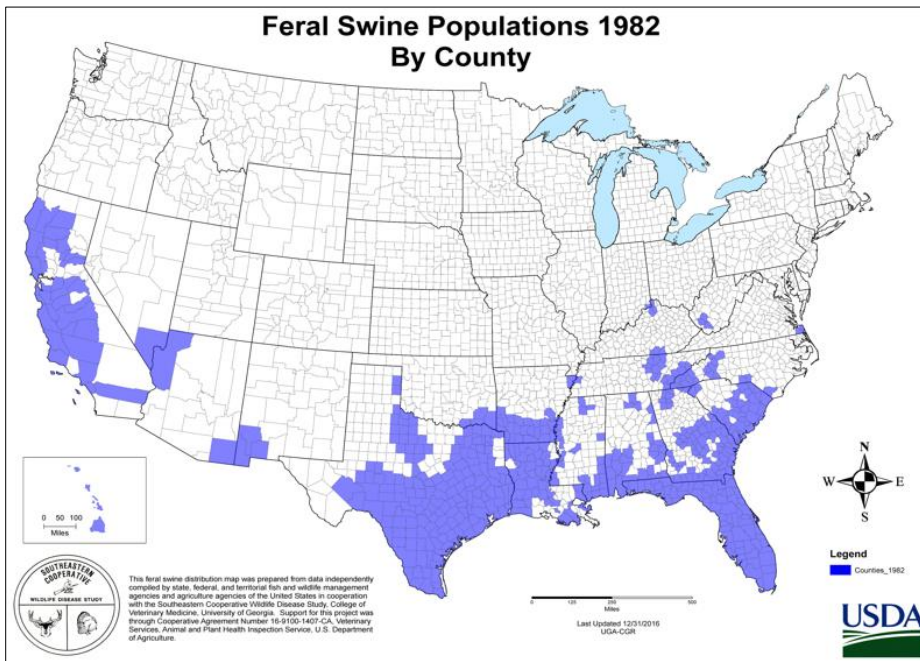 Feral Swine Populations 1982
By County
N
W
E
S
0 50 100
Miles
SOUTHEASTERN
COOPERATIVE
WILDLIFE DISEASE STUDY
This feral swine distribution map was prepared from data independently
compiled by state, federal, and territorial fish and wildlife management
agencies and agriculture agencies of the United States in cooperation
with the Southeastern Cooperative Wildlife Disease Study, College of
Veterinary Medicine, University of Georgia. Support for this project was
through Cooperative Agreement Number 16-9100-1407-CA, Veterinary
Services, Animal and Plant Health Inspection Service, U.S. Department
of Agriculture.
0 125 250 500
Miles
Last Updated 12/31/2016
UGA-CGR
Legend
Counties_1982
USDA